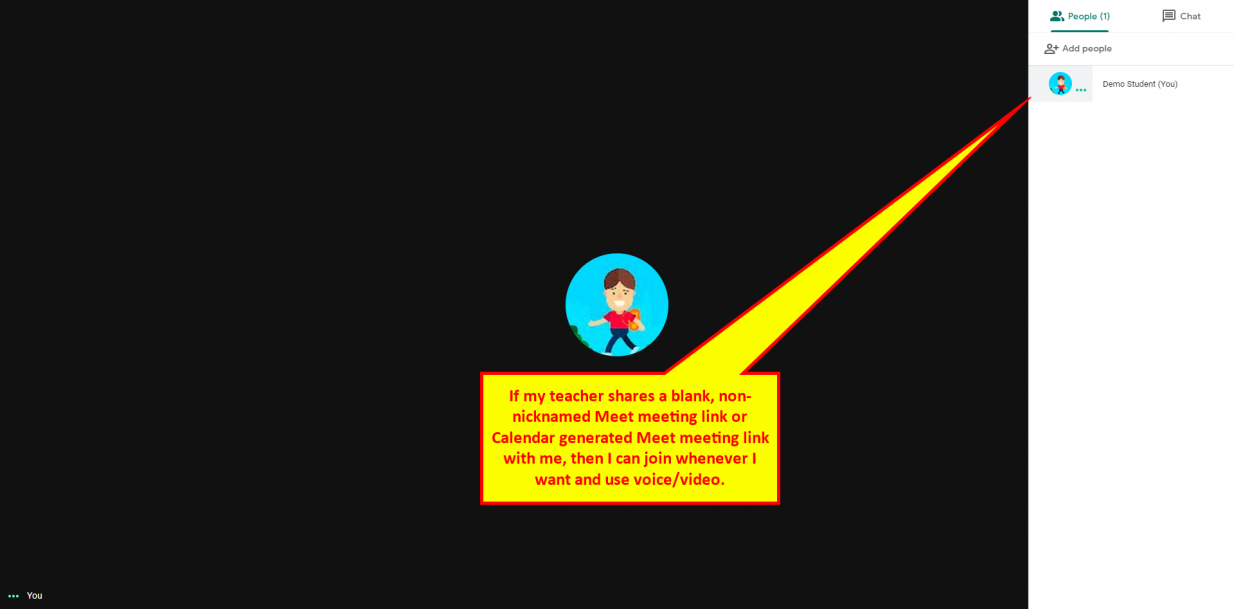 People (1)
Chat
Add people
Demo Student (You)
If my teacher shares a blank, non-
nicknamed Meet meeting link or
Calendar generated Meet meeting link
with me, then I can join whenever I
want and use voice/video.
You